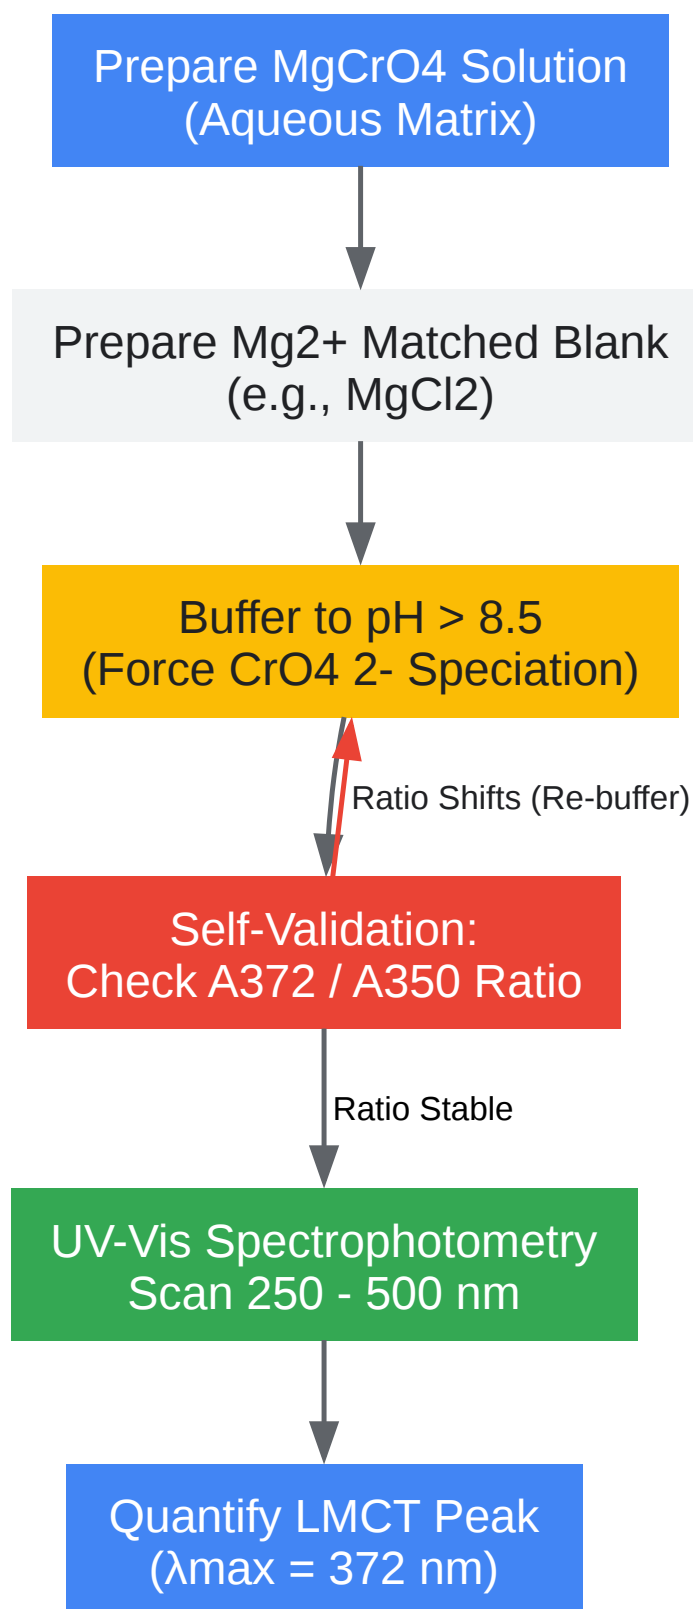 Prepare MgCrO4 Solution
(Aqueous Matrix)
Prepare Mg2+ Matched Blank
(e.g., MgCl2)
Buffer to pH > 8.5
(Force CrO4 2- Speciation)
Ratio Shifts (Re-buffer)
Self-Validation:
Check A372 / A350 Ratio
Ratio Stable
UV-Vis Spectrophotometry
Scan 250 - 500 nm
Quantify LMCT Peak
(λmax = 372 nm)